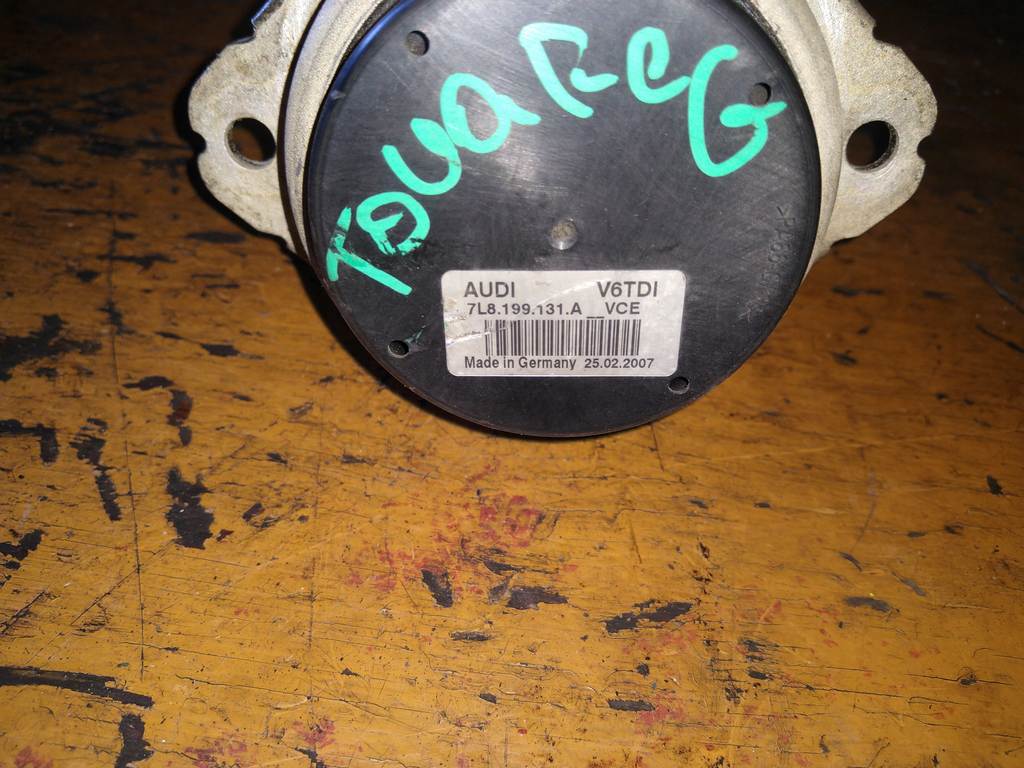 TOUAReG
AUDI V6TDI
7L8.199.131.A __VCE
Made in Germany 25.02.2007